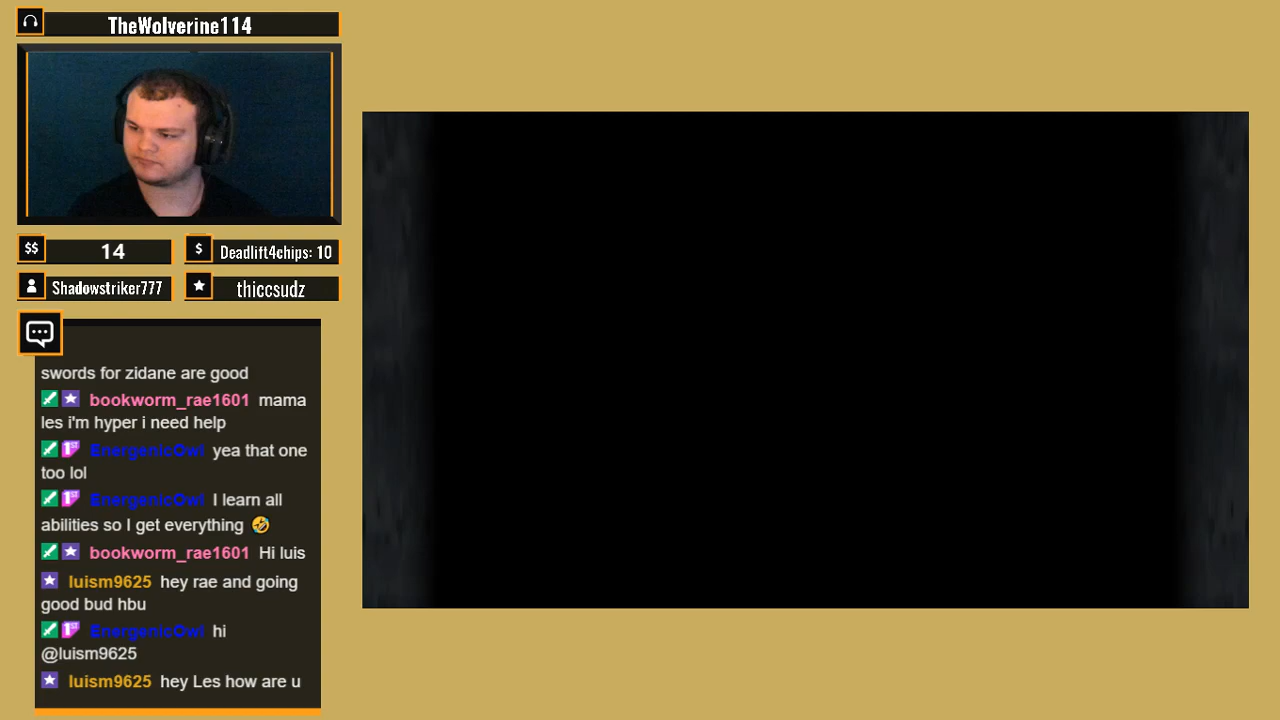 TheWolverine114
$$ 14
$ Deadlift4chips: 10
Shadowstriker777
thiccsudz
swords for zidane are good
bookworm_rae1601 mama
les i'm hyper i need help
EnergenicOwl yea that one
too lol
EnergenicOwl I learn all
abilities so I get everything 🤣
bookworm_rae1601 Hi luis
luism9625 hey rae and going
good bud hbu
EnergenicOwl hi
@luism9625
luism9625 hey Les how are u